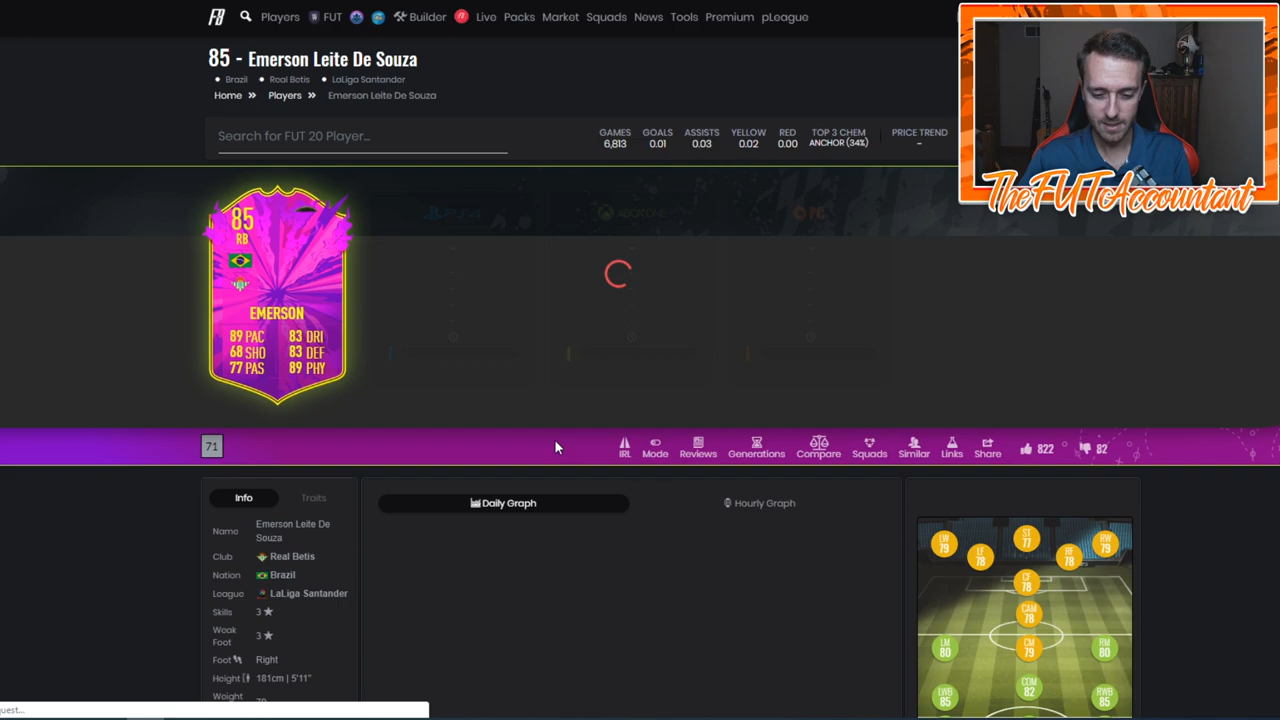 F8 Players FUT Builder Live Packs Market Squads News Tools Premium pLeague
85 - Emerson Leite De Souza
Brazil Real Betis LaLiga Santander
Home » Players » Emerson Leite De Souza
Search for FUT 20 Player...
GAMES GOALS ASSISTS YELLOW RED TOP 3 CHEM PRICE TREND
6,813 0.01 0.03 0.02 0.00 ANCHOR (34%) -
TheFUTAccountant
PS4 XBOX ONE PC
85
RB
EMERSON
89 PAC 83 DRI
68 SHO 83 DEF
77 PAS 89 PHY
71
IRL Mode Reviews Generations Compare Squads Similar Links Share 822 82
Info Traits
Daily Graph Hourly Graph
Name Emerson Leite De Souza
Club Real Betis
Nation Brazil
League LaLiga Santander
Skills 3★
Weak Foot 3★
Foot Right
Height 181cm | 5'11"
Weight
LW 79
LF 78
ST 77
RF 78
RW 79
CF 78
CAM 78
LM 80
CM 79
RM 80
CDM 82
LWB 85
RWB 85
uest...